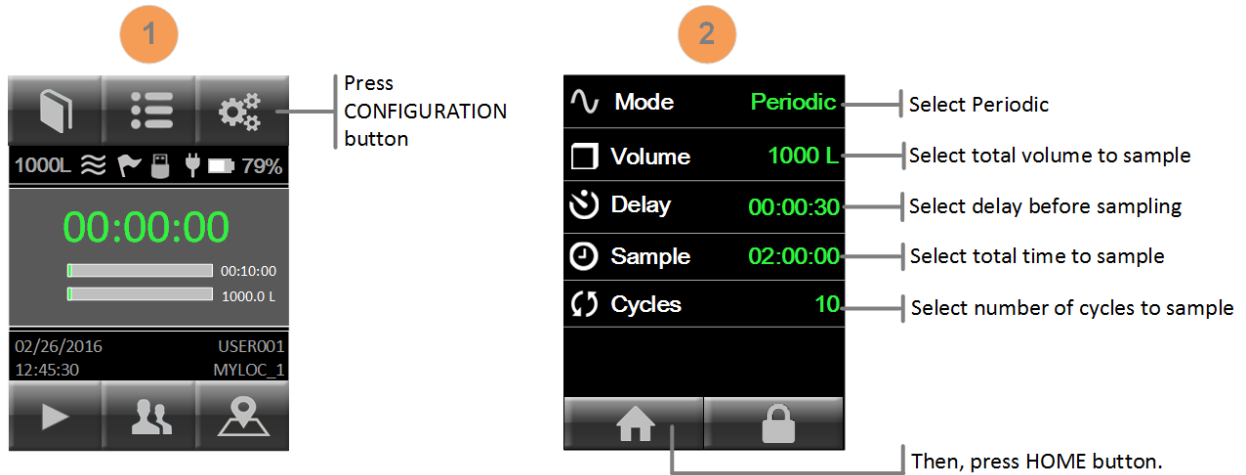 1
2
Press
CONFIGURATION
button
1000L 79%
00:00:00
00:10:00
1000.0 L
02/26/2016 USER001
12:45:30 MYLOC_1
Mode Periodic
Select Periodic
Volume 1000 L
Select total volume to sample
Delay 00:00:30
Select delay before sampling
Sample 02:00:00
Select total time to sample
Cycles 10
Select number of cycles to sample
Then, press HOME button.